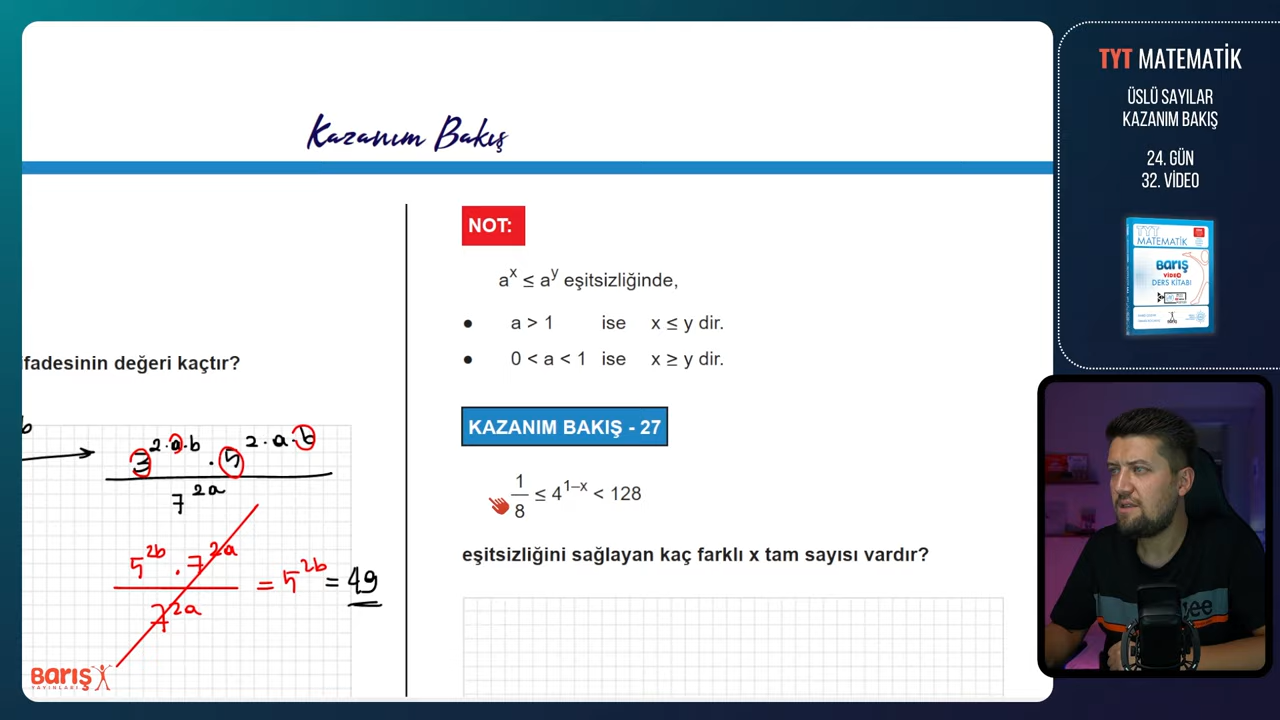 Kazanım Bakış
fadesinin değeri kaçtır?
b
3^2·a·b · 5^2·a·b
7^2a
5^2b · 7^2a
7^2a
= 5^2b = 49
BARIŞ
YAYINLARI
NOT:
a^x ≤ a^y eşitsizliğinde,
● a > 1 ise x ≤ y dir.
● 0 < a < 1 ise x ≥ y dir.
KAZANIM BAKIŞ - 27
1/8 ≤ 4^1–x < 128
eşitsizliğini sağlayan kaç farklı x tam sayısı vardır?
TYT MATEMATİK
ÜSLÜ SAYILAR
KAZANIM BAKIŞ
24. GÜN
32. VİDEO
TYT
MATEMATİK
BARIŞ
VİDEO
DERS KİTABI